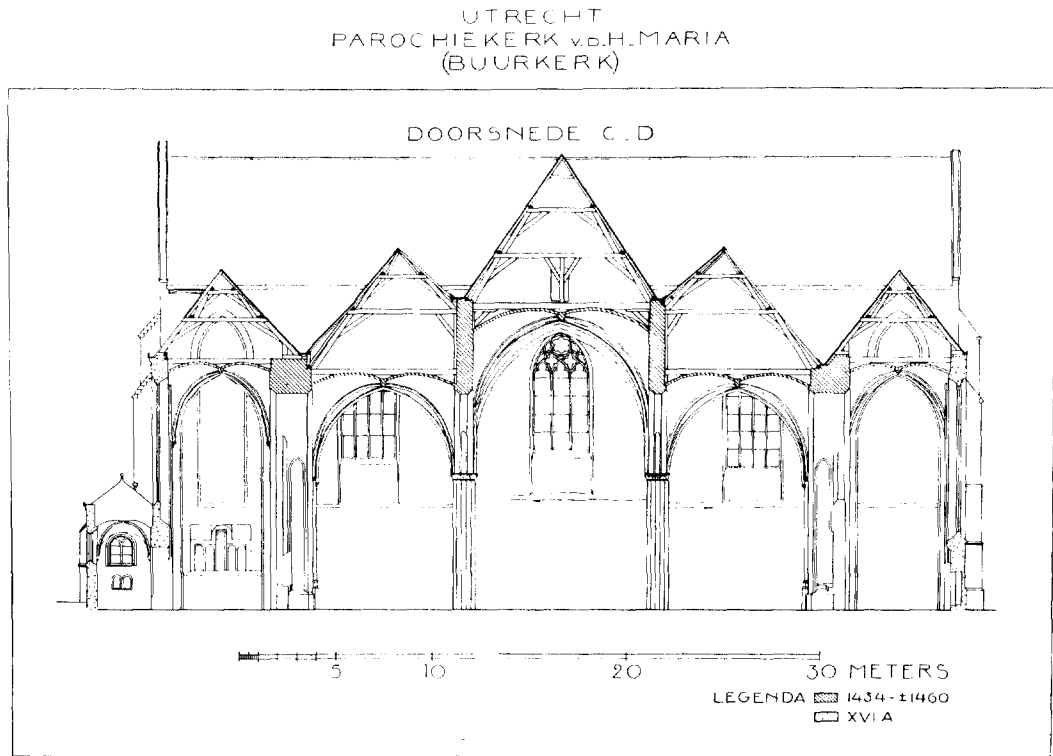 UTRECHT
PAROCHIEKERK v.D.H.MARIA
(BUURKERK)
DOORSNEDE C-D
5 10 20 30 METERS
LEGENDA 1434-±1460
XVI A